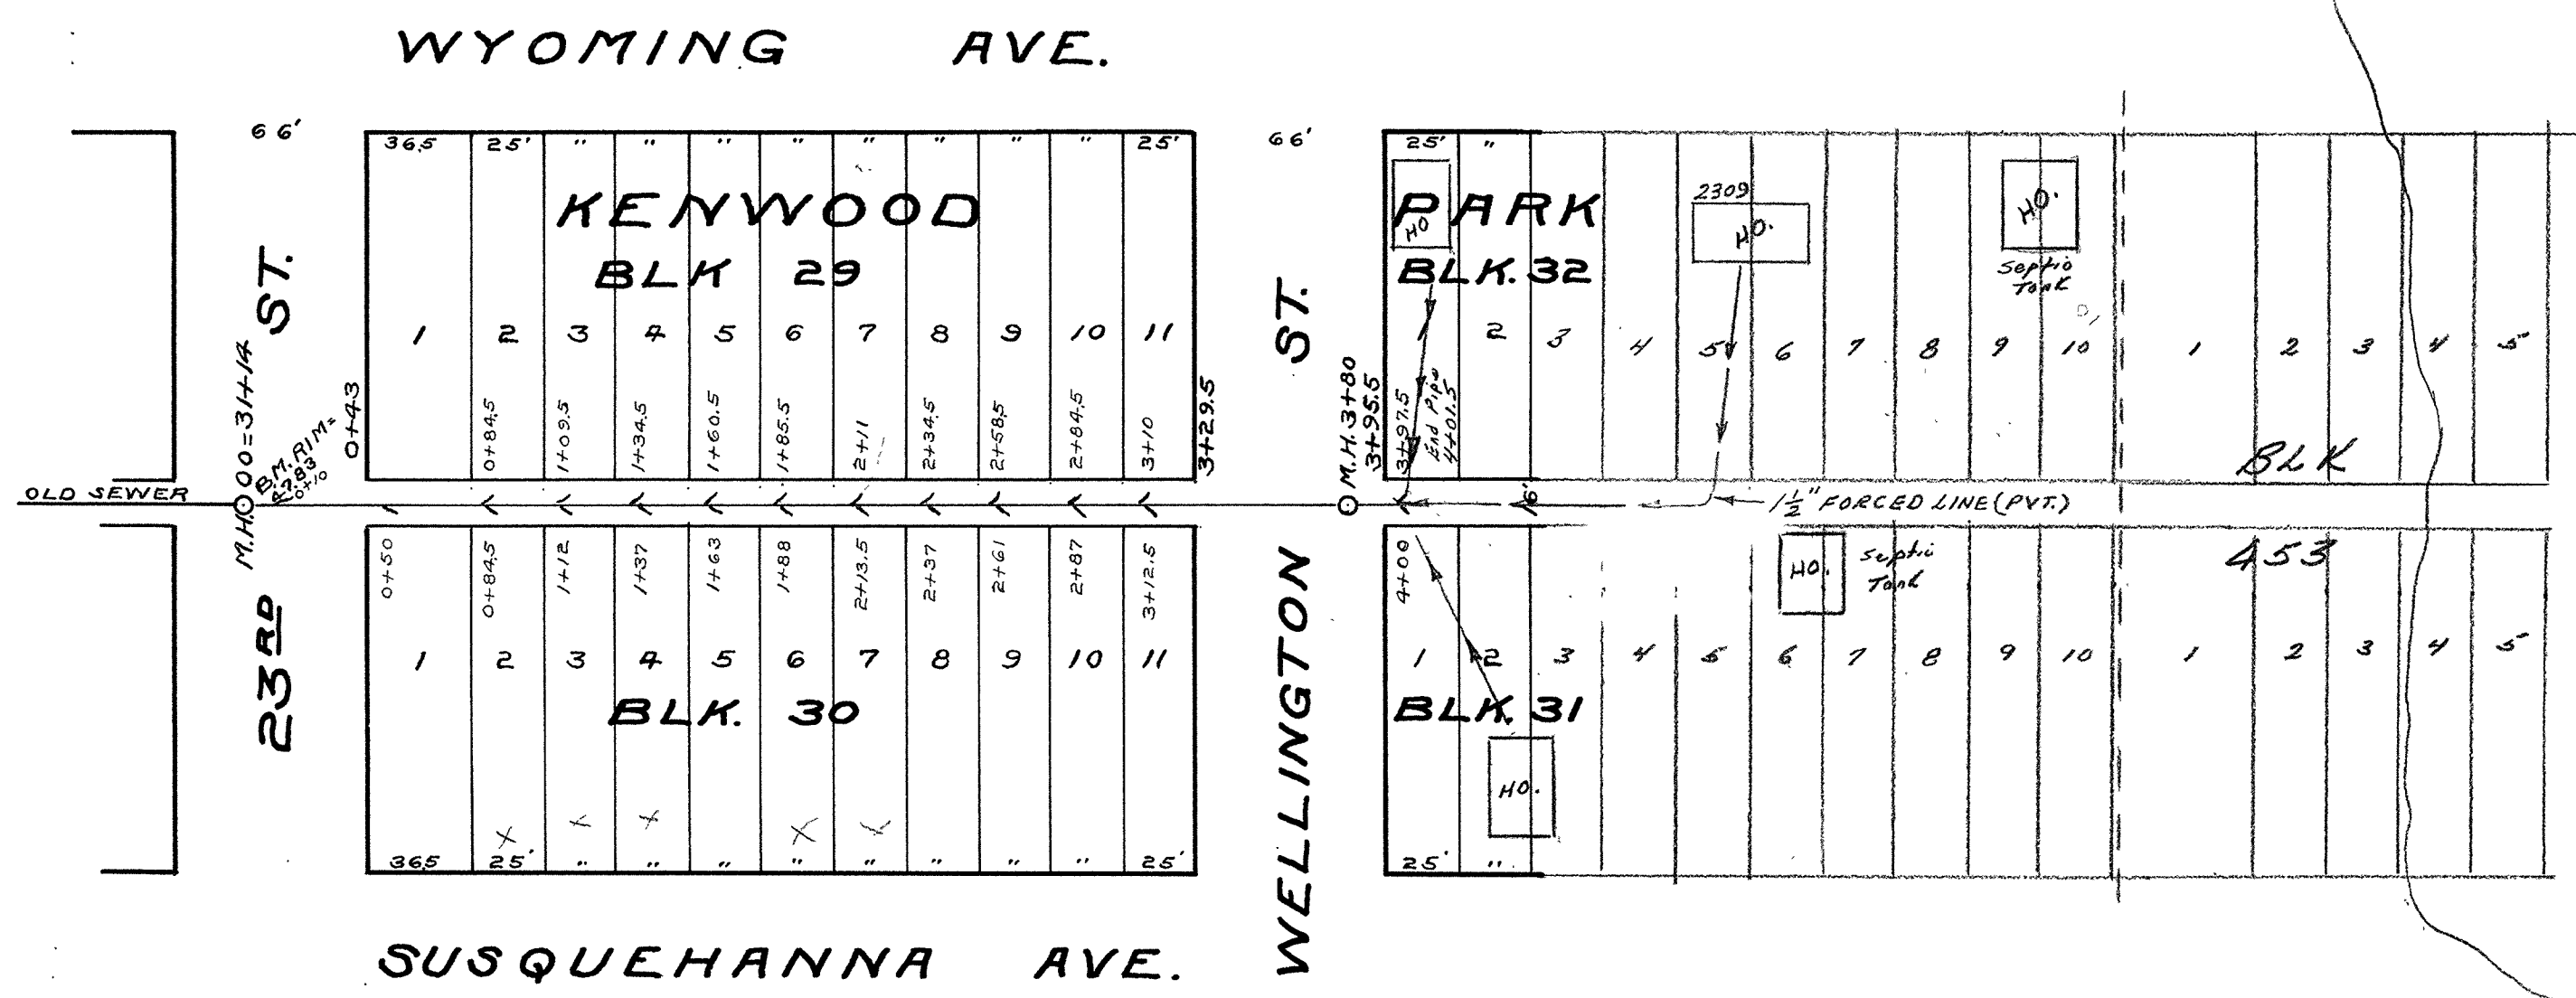 WYOMING AVE.
66'
36.5 25' " " " " " " " " 25'
66'
25' "
KENWOOD PARK
BLK 29
HO
BLK. 32
2309
HO.
HO.
Septic
Tank
1 2 3 4 5 6 7 8 9 10 11
1 2 3 4 5 6 7 8 9 10
1 2 3 4 5
23RD ST.
M.H. 0+00=31+14
B.M. RIM=
0+10
0+43
0+84.5 1+09.5 1+34.5 1+60.5 1+85.5 2+11 2+34.5 2+58.5 2+84.5 3+10
3+29.5
WELLINGTON ST.
M.H. 3+80
3+95.5
3+97.5
End Pipe
4+01.5
BLK
OLD SEWER
16'
1 1/2" FORCED LINE (PVT.)
453
0+50 0+84.5 1+12 1+37 1+63 1+88 2+13.5 2+37 2+61 2+87 3+12.5
4+00
HO.
Septic
Tank
1 2 3 4 5 6 7 8 9 10 11
1 2 3 4 5 6 7 8 9 10
1 2 3 4 5
BLK. 30
BLK. 31
HO.
X X X X X
36.5 25' " " " " " " " " 25'
25' "
SUSQUEHANNA AVE.